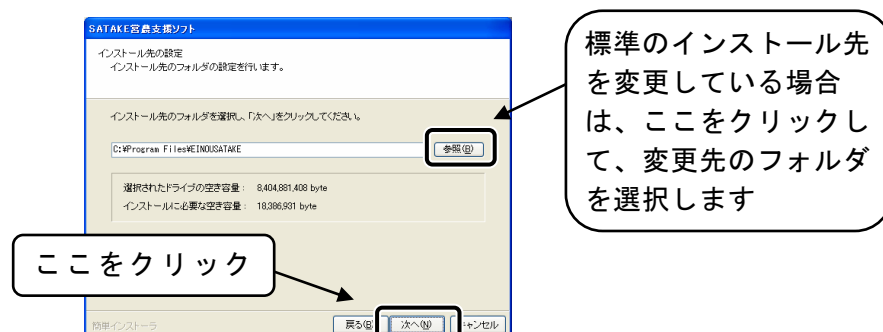 SATAKE営農支援ソフト
インストール先の設定
インストール先のフォルダの設定を行います。
インストール先のフォルダを選択し、「次へ」をクリックしてください。
C:¥Program Files¥EINOUSATAKE
参照(R)
選択されたドライブの空き容量： 8,404,881,408 byte
インストールに必要な空き容量： 18,386,931 byte
標準のインストール先
を変更している場合
は、ここをクリックし
て、変更先のフォルダ
を選択します
ここをクリック
簡単インストーラ
戻る(B
次へ(N)
ャンセル